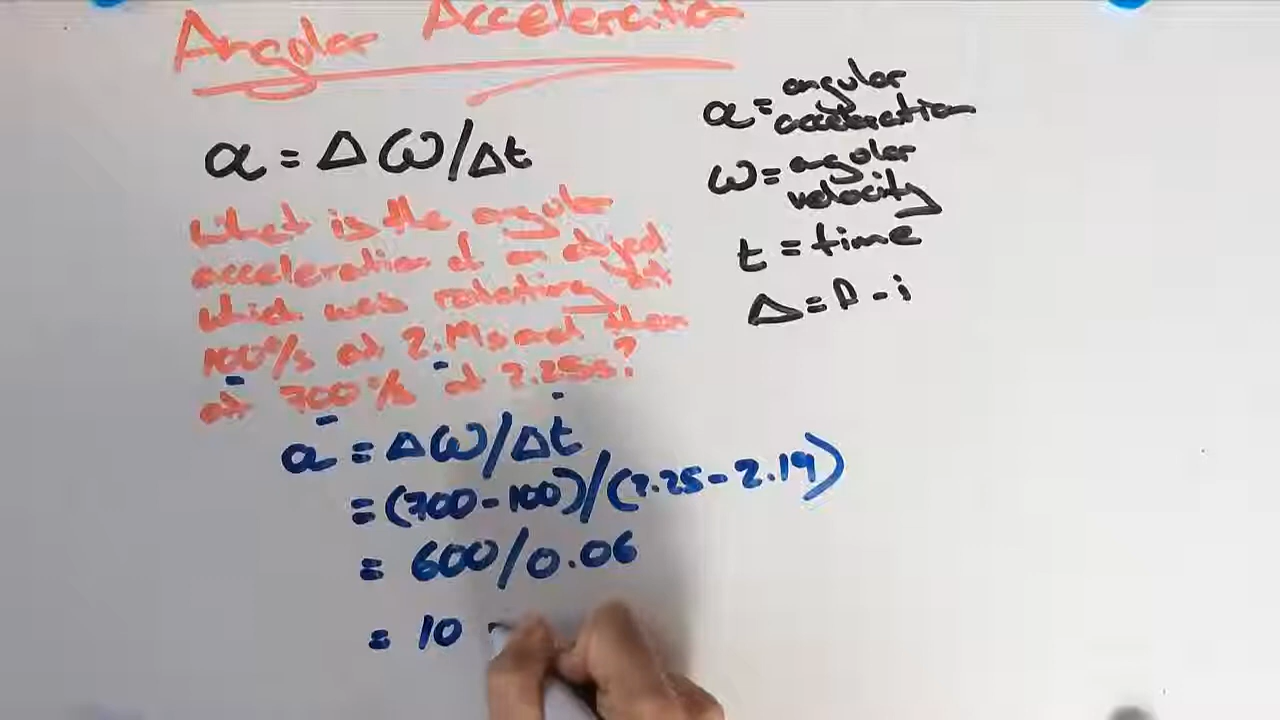 Angular Acceleration
α = Δω/Δt
α = angular acceleration
ω = angular velocity
t = time
Δ = f - i
What is the angular
acceleration of an object
which was rotating at
100°/s at 2.19s and then
at 700°/s at 2.25s?
α = Δω/Δt
= (700-100)/(2.25-2.19)
= 600/0.06
= 10